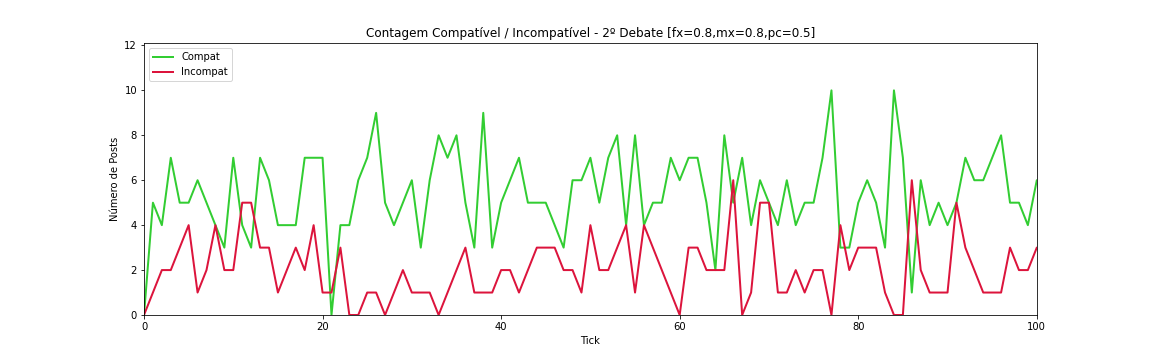 Contagem Compatível / Incompatível - 2º Debate [fx=0.8,mx=0.8,pc=0.5]
12
10
8
6
4
2
0
Número de Posts
Compat
Incompat
0 20 40 60 80 100
Tick